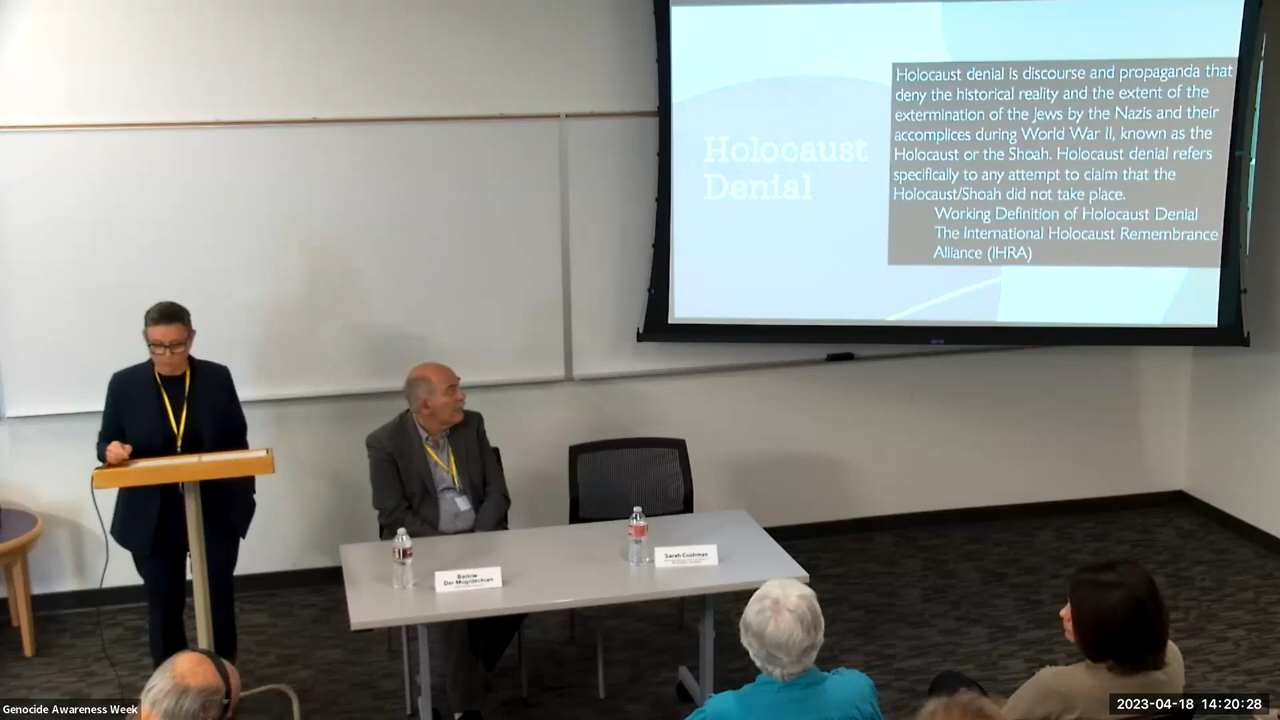 Holocaust
Denial
Holocaust denial is discourse and propaganda that
deny the historical reality and the extent of the
extermination of the Jews by the Nazis and their
accomplices during World War II, known as the
Holocaust or the Shoah. Holocaust denial refers
specifically to any attempt to claim that the
Holocaust/Shoah did not take place.
Working Definition of Holocaust Denial
The International Holocaust Remembrance
Alliance (IHRA)
Barlow
Der Mugrdechian
Sarah Cushman
Genocide Awareness Week
2023-04-18 14:20:28